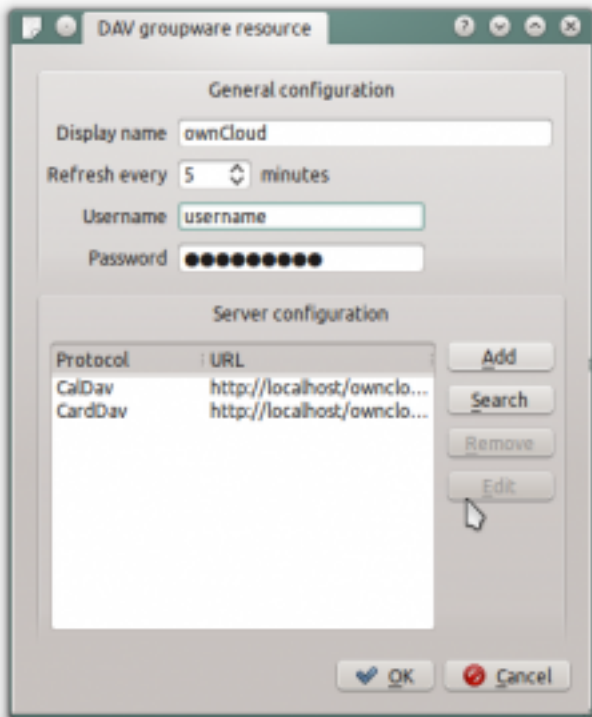 DAV groupware resource
General configuration
Display name ownCloud
Refresh every 5 minutes
Username username
Password ●●●●●●●●●
Server configuration
Protocol URL
CalDav http://localhost/ownclo...
CardDav http://localhost/ownclo...
Add
Search
Remove
Edit
OK Cancel